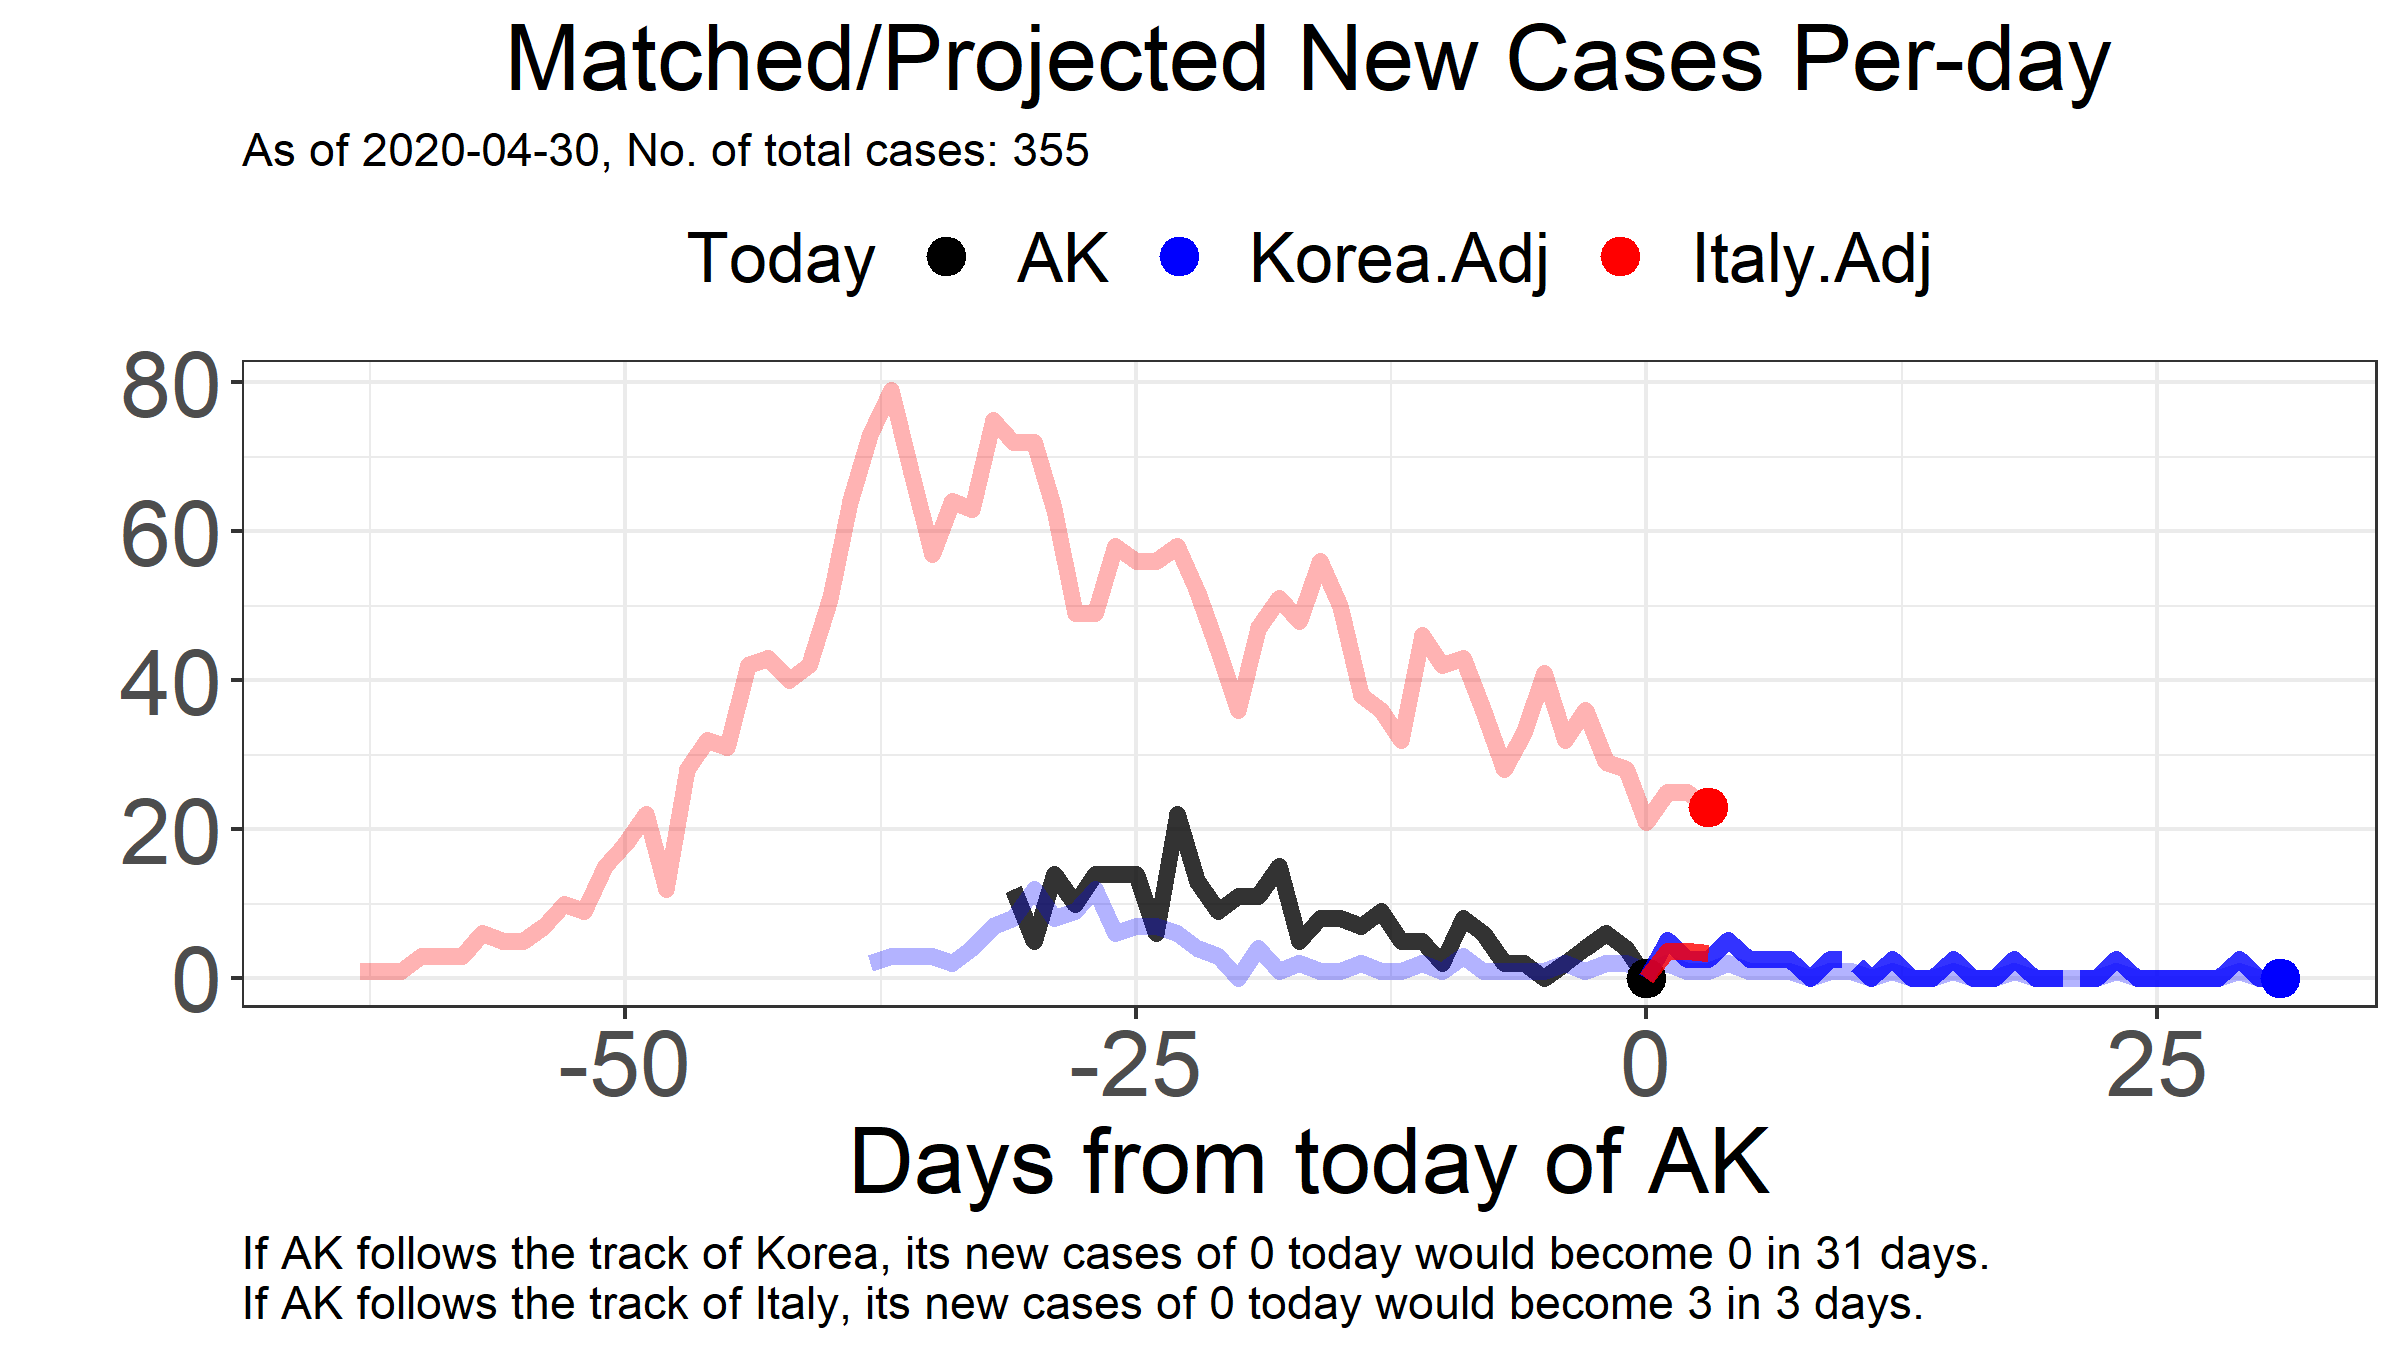 Matched/Projected New Cases Per-day
As of 2020-04-30, No. of total cases: 355
Today AK Korea.Adj Italy.Adj
80
60
40
20
0
-50 -25 0 25
Days from today of AK
If AK follows the track of Korea, its new cases of 0 today would become 0 in 31 days.
If AK follows the track of Italy, its new cases of 0 today would become 3 in 3 days.